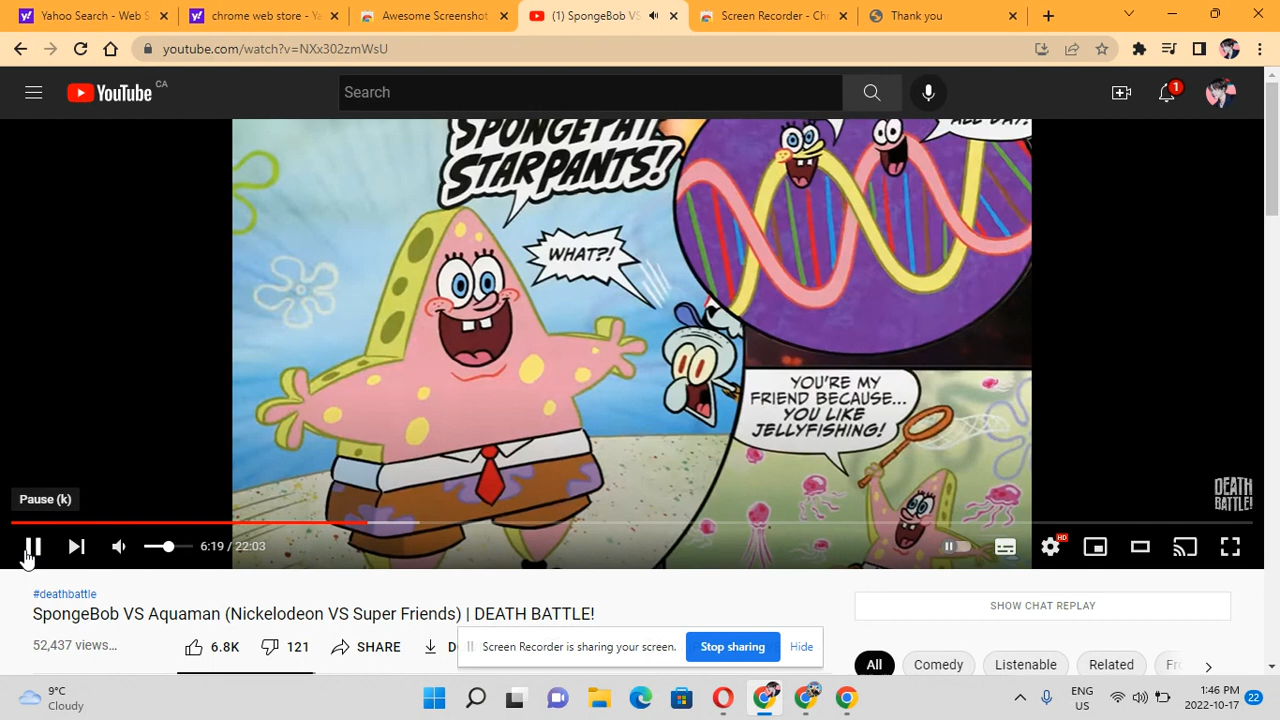 Yahoo Search - Web S
chrome web store - Ya
Awesome Screenshot
(1) SpongeBob VS
Screen Recorder - Chr
Thank you
youtube.com/watch?v=NXx302zmWsU
YouTube CA
Search
1
STARPANTS!
ALL DAY!
WHAT?!
YOU'RE MY
FRIEND BECAUSE...
YOU LIKE
JELLYFISHING!
DEATH
BATTLE!
Pause (k)
6:19 / 22:03
HD
#deathbattle
SpongeBob VS Aquaman (Nickelodeon VS Super Friends) | DEATH BATTLE!
SHOW CHAT REPLAY
52,437 views...
6.8K
121
SHARE
D
Screen Recorder is sharing your screen.
Stop sharing
Hide
All
Comedy
Listenable
Related
Fr
9°C
Cloudy
ENG
US
1:46 PM
2022-10-17
22